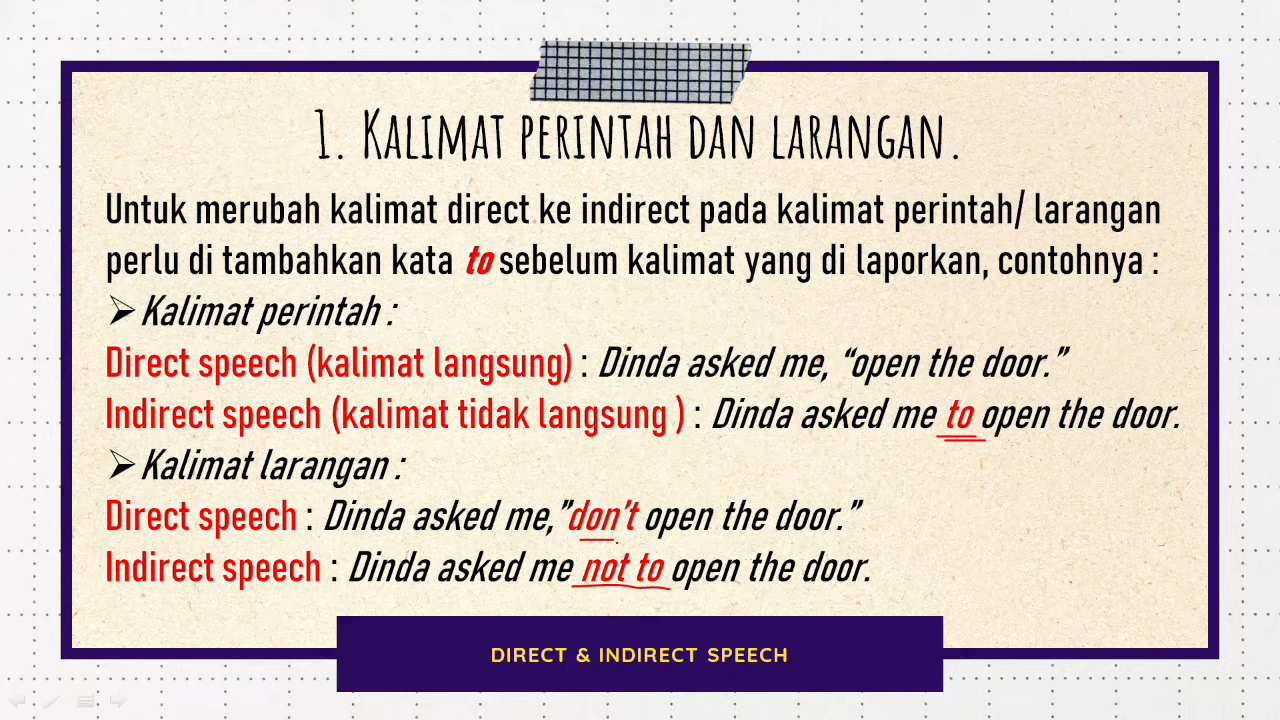 1. Kalimat perintah dan larangan.
Untuk merubah kalimat direct ke indirect pada kalimat perintah/ larangan
perlu di tambahkan kata to sebelum kalimat yang di laporkan, contohnya :
➢ Kalimat perintah :
Direct speech (kalimat langsung) : Dinda asked me, “open the door.”
Indirect speech (kalimat tidak langsung ) : Dinda asked me to open the door.
➢ Kalimat larangan :
Direct speech : Dinda asked me,”don’t open the door.”
Indirect speech : Dinda asked me not to open the door.
DIRECT & INDIRECT SPEECH